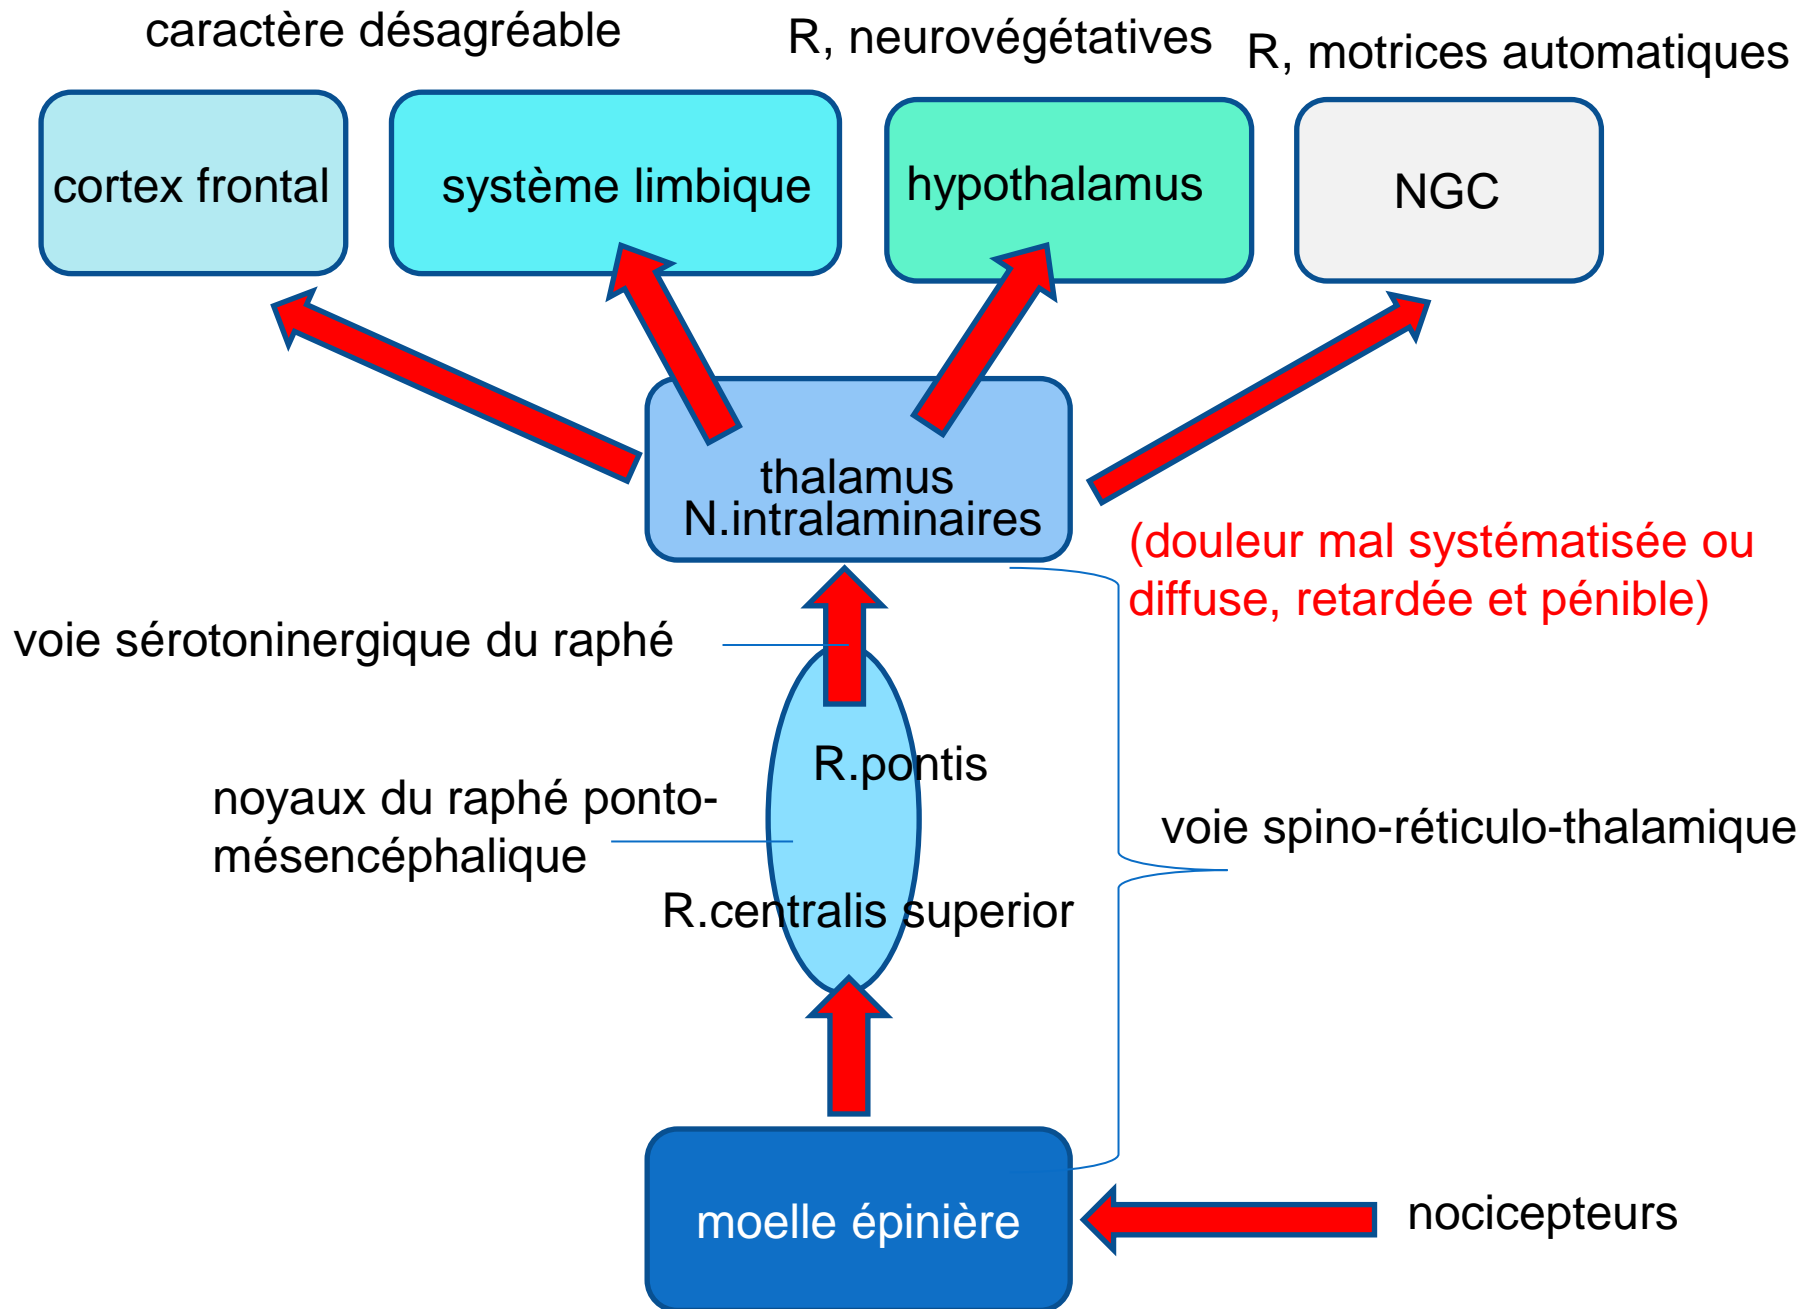 caractère désagréable
R, neurovégétatives
R, motrices automatiques
cortex frontal
système limbique
hypothalamus
NGC
thalamus
N.intralaminaires
(douleur mal systématisée ou
diffuse, retardée et pénible)
voie sérotoninergique du raphé
R.pontis
noyaux du raphé ponto-
mésencéphalique
voie spino-réticulo-thalamique
R.centralis superior
moelle épinière
nocicepteurs